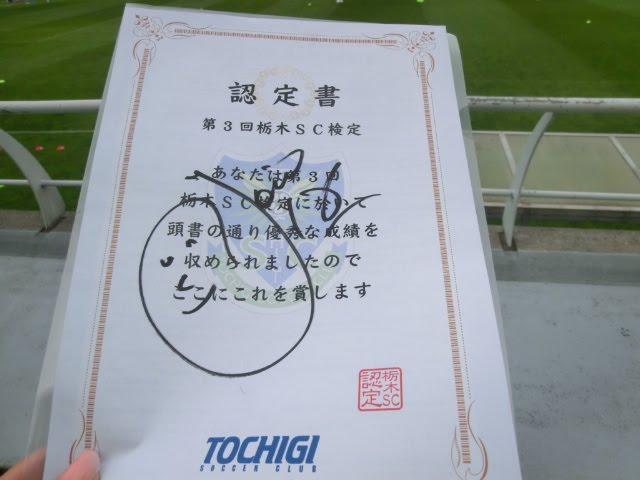 認定書
第3回栃木SC検定
あなたは第3回
栃木SC検定に於いて
頭書の通り優秀な成績を
収められましたので
ここにこれを賞します
栃木SC
認定
TOCHIGI
SOCCER CLUB